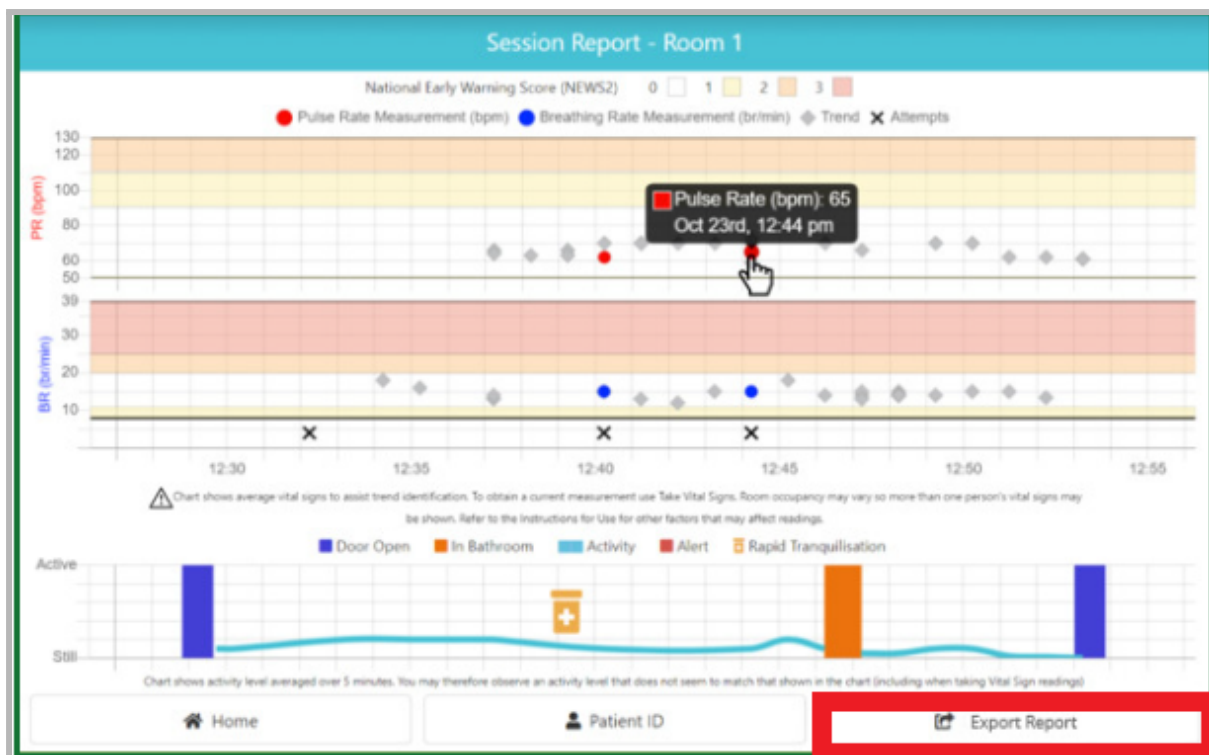 Session Report - Room 1
National Early Warning Score (NEWS2) 0 1 2 3
Pulse Rate Measurement (bpm) Breathing Rate Measurement (br/min) Trend Attempts
130
120
100
80
60
50
PR (bpm)
Pulse Rate (bpm): 65
Oct 23rd, 12:44 pm
39
30
20
10
BR (br/min)
12:30 12:35 12:40 12:45 12:50 12:55
Chart shows average vital signs to assist trend identification. To obtain a current measurement use Take Vital Signs. Room occupancy may vary so more than one person's vital signs may
be shown. Refer to the Instructions for Use for other factors that may affect readings.
Door Open In Bathroom Activity Alert Rapid Tranquilisation
Active
Still
Chart shows activity level averaged over 5 minutes. You may therefore observe an activity level that does not seem to match that shown in the chart (including when taking Vital Sign readings)
Home Patient ID Export Report